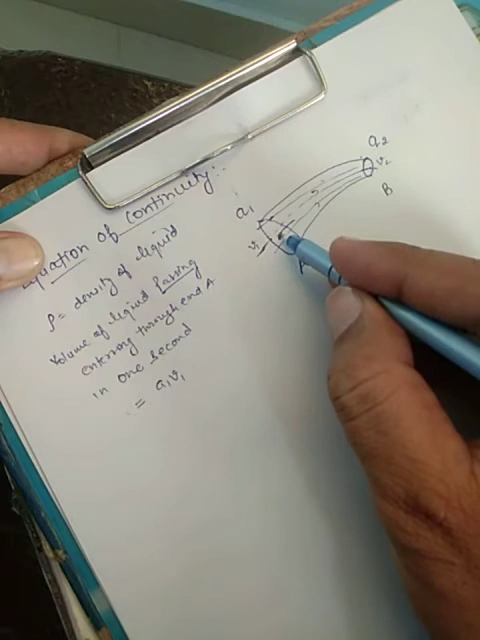 Equation of continuity:-
ρ = density of liquid
Volume of liquid passing
entering through end A
in one second
= a₁v₁
a₁
v₁
A
a₂
v₂
B